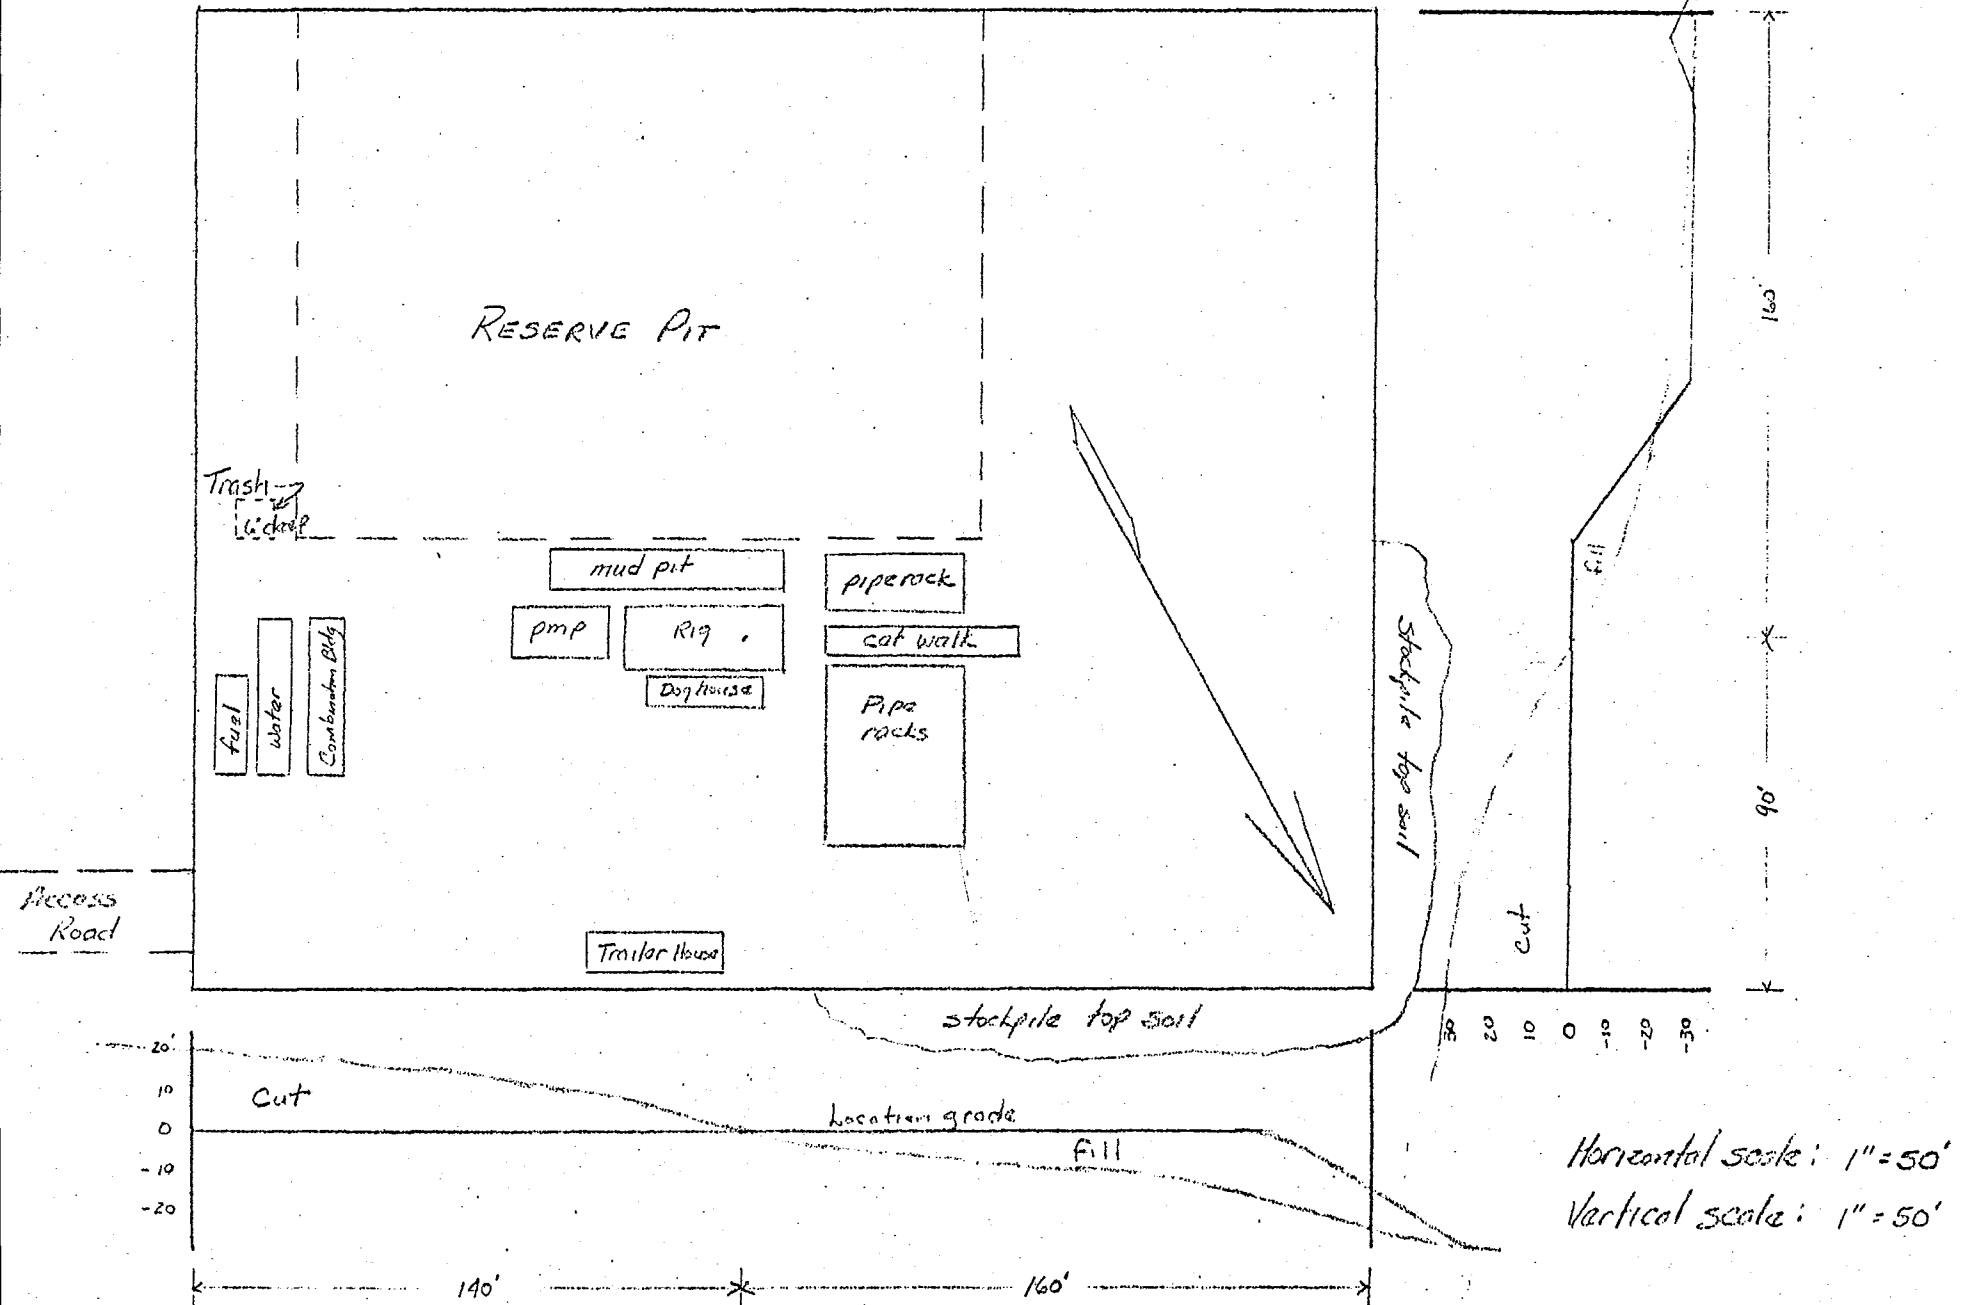 RESERVE PIT
160'
Trash
mud pit
piperack
fill
pmp
Rig
cat walk
Doghouse
fuel
Water
Combination Bldg
Pipe
racks
stockpile top soil
90'
Access
Road
Trailer House
Cut
stockpile top soil
30 20 10 0 -10 -20 -30
20'
10
0
-10
-20
Cut
Location grade
fill
Horizontal scale: 1"=50'
Vertical scale: 1"=50'
140'
160'